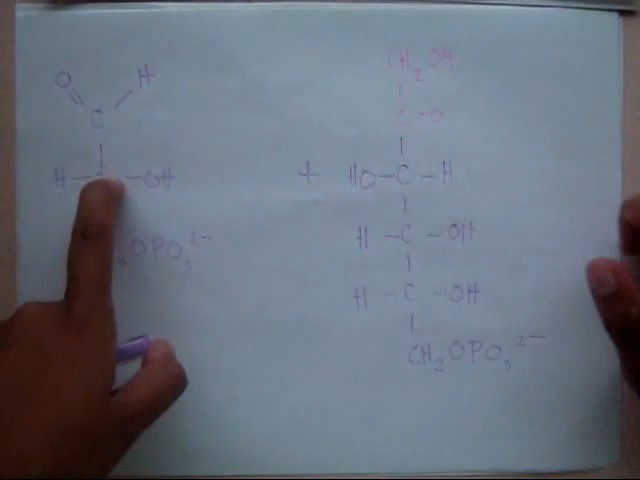 O H
C
H - - OH
OPO3 2-
+
CH2OH
C=O
HO-C-H
H-C-OH
H-C-OH
CH2OPO3 2-